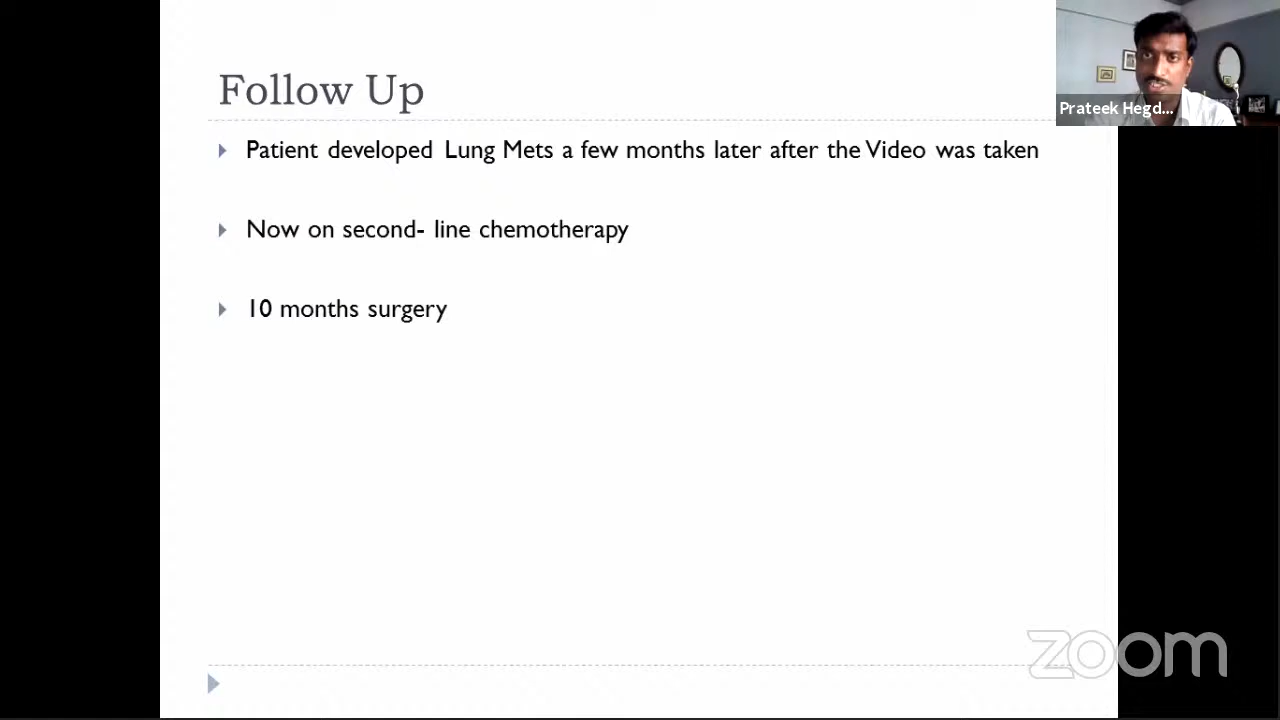 Follow Up
Patient developed Lung Mets a few months later after the Video was taken
Now on second- line chemotherapy
10 months surgery
Prateek Hegd...
zoom